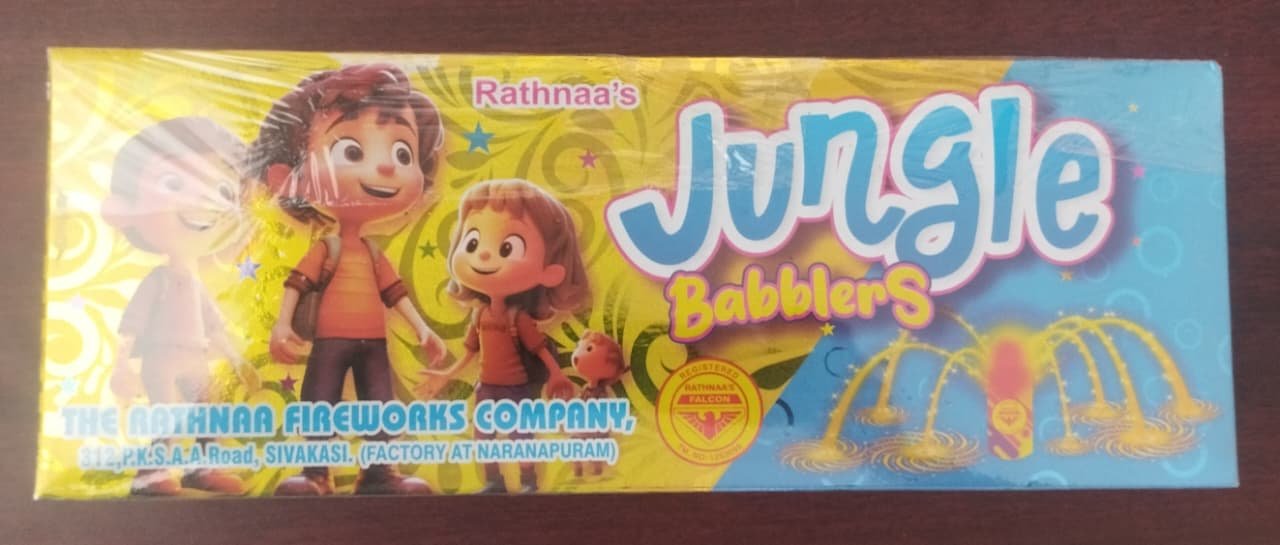 Rathnaa's
Jungle
Babblers
REGISTERED
RATHNAA'S
FALCON
THE RATHNAA FIREWORKS COMPANY,
312,P.K.S.A.A.Road, SIVAKASI. (FACTORY AT NARANAPURAM)